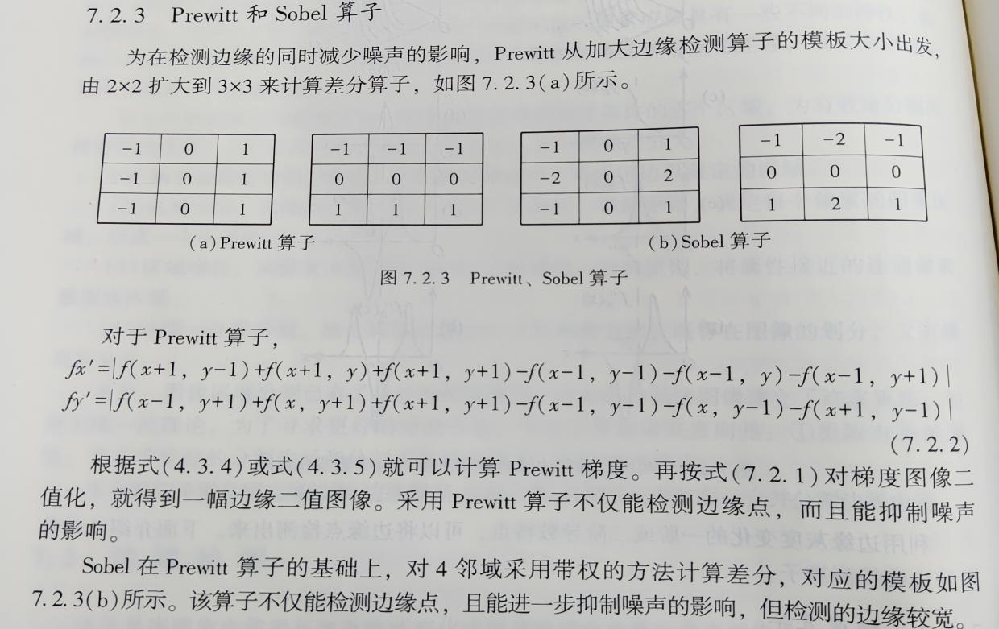 7.2.3 Prewitt 和 Sobel 算子
为在检测边缘的同时减少噪声的影响，Prewitt 从加大边缘检测算子的模板大小出发，
由 2×2 扩大到 3×3 来计算差分算子，如图 7.2.3(a)所示。
-1 0 1
-1 0 1
-1 0 1
-1 -1 -1
0 0 0
1 1 1
(a)Prewitt 算子
-1 0 1
-2 0 2
-1 0 1
-1 -2 -1
0 0 0
1 2 1
(b)Sobel 算子
图 7.2.3 Prewitt、Sobel 算子
对于 Prewitt 算子，
fx′=|f(x+1, y-1)+f(x+1, y)+f(x+1, y+1)-f(x-1, y-1)-f(x-1, y)-f(x-1, y+1)|
fy′=|f(x-1, y+1)+f(x, y+1)+f(x+1, y+1)-f(x-1, y-1)-f(x, y-1)-f(x+1, y-1)|
(7.2.2)
根据式(4.3.4)或式(4.3.5)就可以计算 Prewitt 梯度。再按式(7.2.1)对梯度图像二
值化，就得到一幅边缘二值图像。采用 Prewitt 算子不仅能检测边缘点，而且能抑制噪声
的影响。
Sobel 在 Prewitt 算子的基础上，对 4 邻域采用带权的方法计算差分，对应的模板如图
7.2.3(b)所示。该算子不仅能检测边缘点，且能进一步抑制噪声的影响，但检测的边缘较宽。